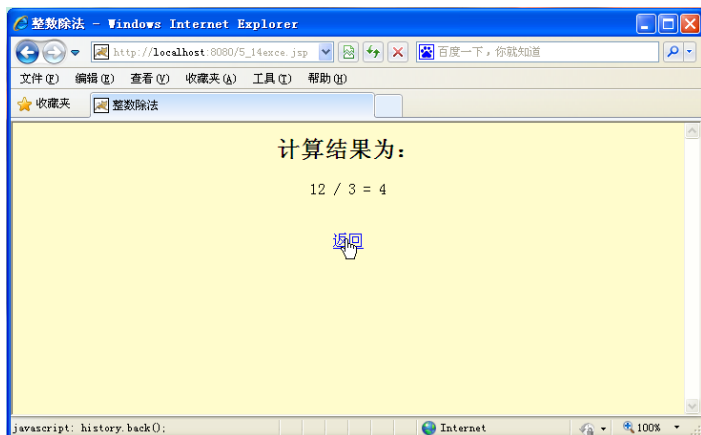 整数除法 - Windows Internet Explorer
http://localhost:8080/5_14exce.jsp 百度一下，你就知道
文件(F) 编辑(E) 查看(V) 收藏夹(A) 工具(T) 帮助(H)
收藏夹 整数除法
计算结果为：
12 / 3 = 4
返回
javascript: history.back(); Internet 100%